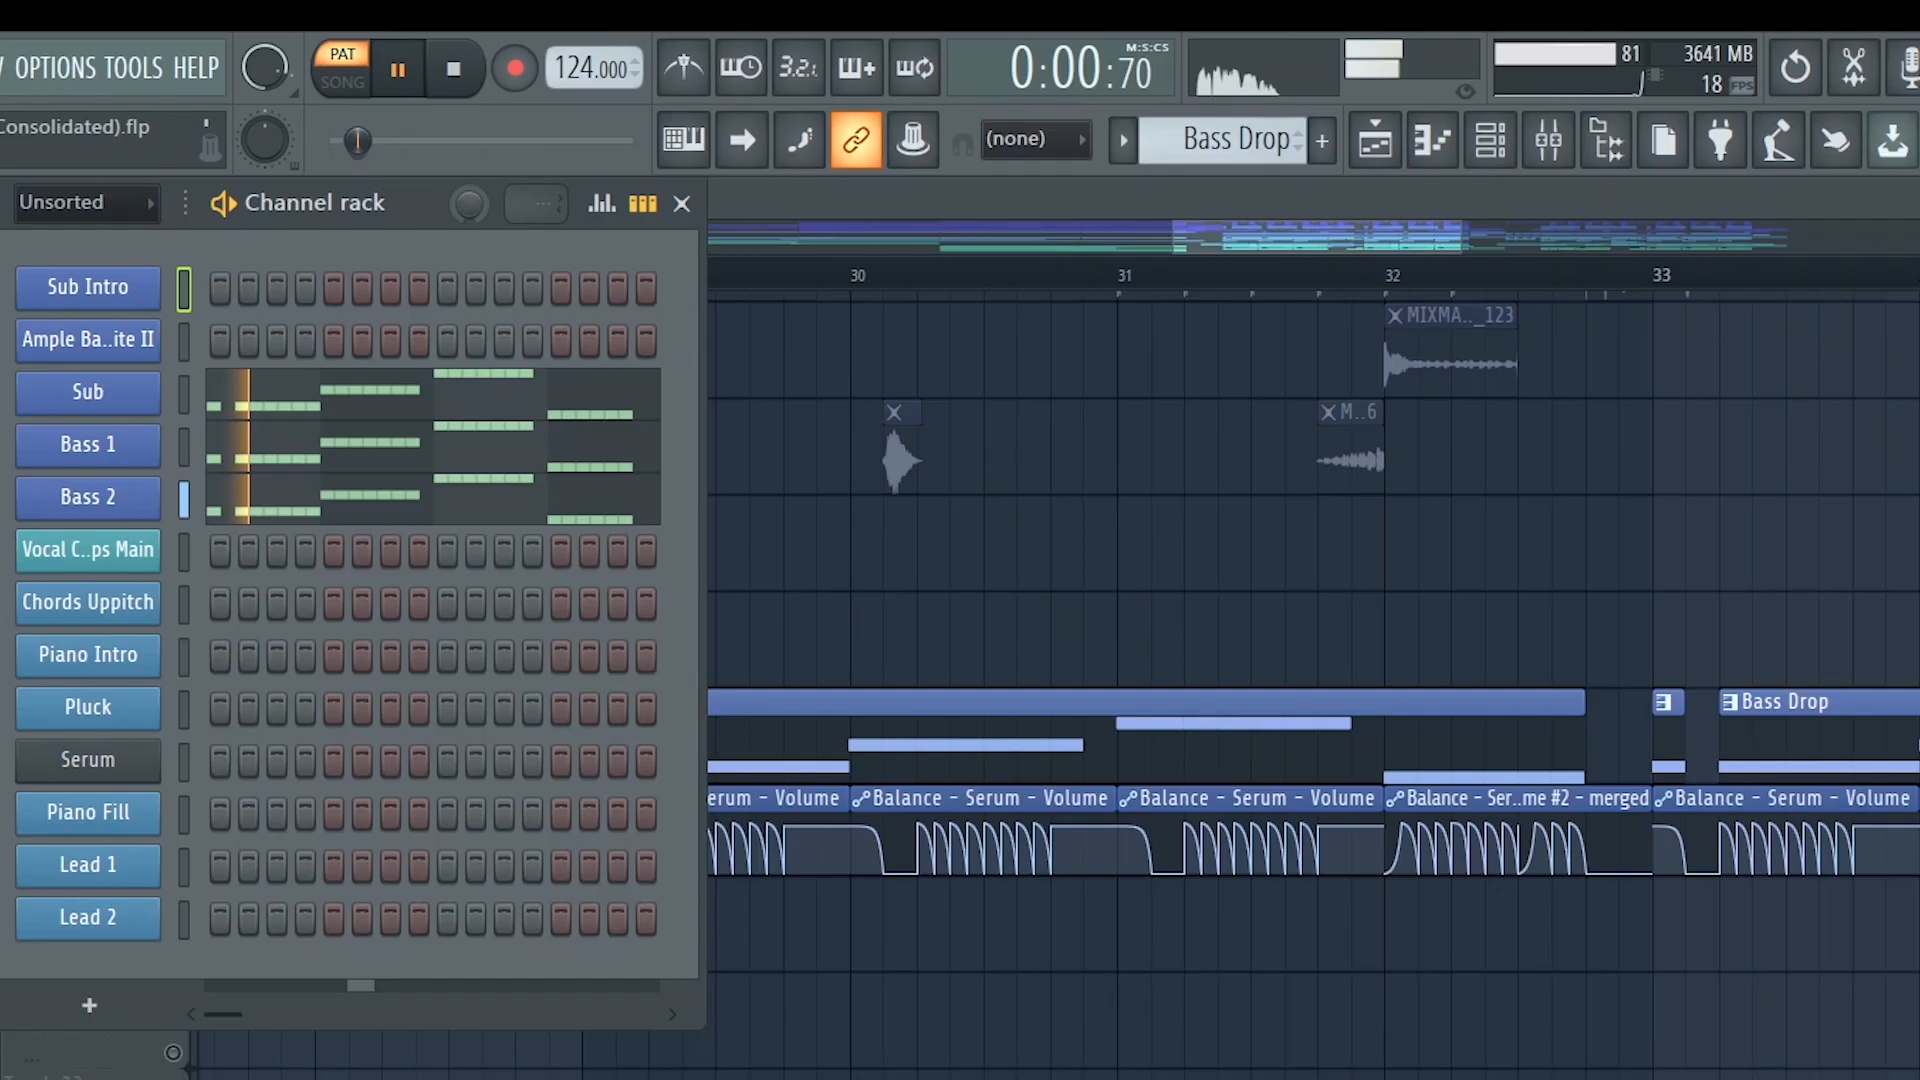 OPTIONS TOOLS HELP
PAT
SONG
124.000
3.2.1
0:00:70
M:S:CS
81
3641 MB
18 FPS
Consolidated).flp
(none)
Bass Drop
+
Unsorted
Channel rack
30
31
32
33
Sub Intro
MIXMA.._123
Ample Ba..ite II
Sub
M..6
Bass 1
Bass 2
Vocal C..ps Main
Chords Uppitch
Piano Intro
Pluck
Bass Drop
Serum
erum - Volume
Balance - Serum - Volume
Balance - Serum - Volume
Balance - Ser..me #2 - merged
Balance - Serum - Volume
Piano Fill
Lead 1
Lead 2
+
...